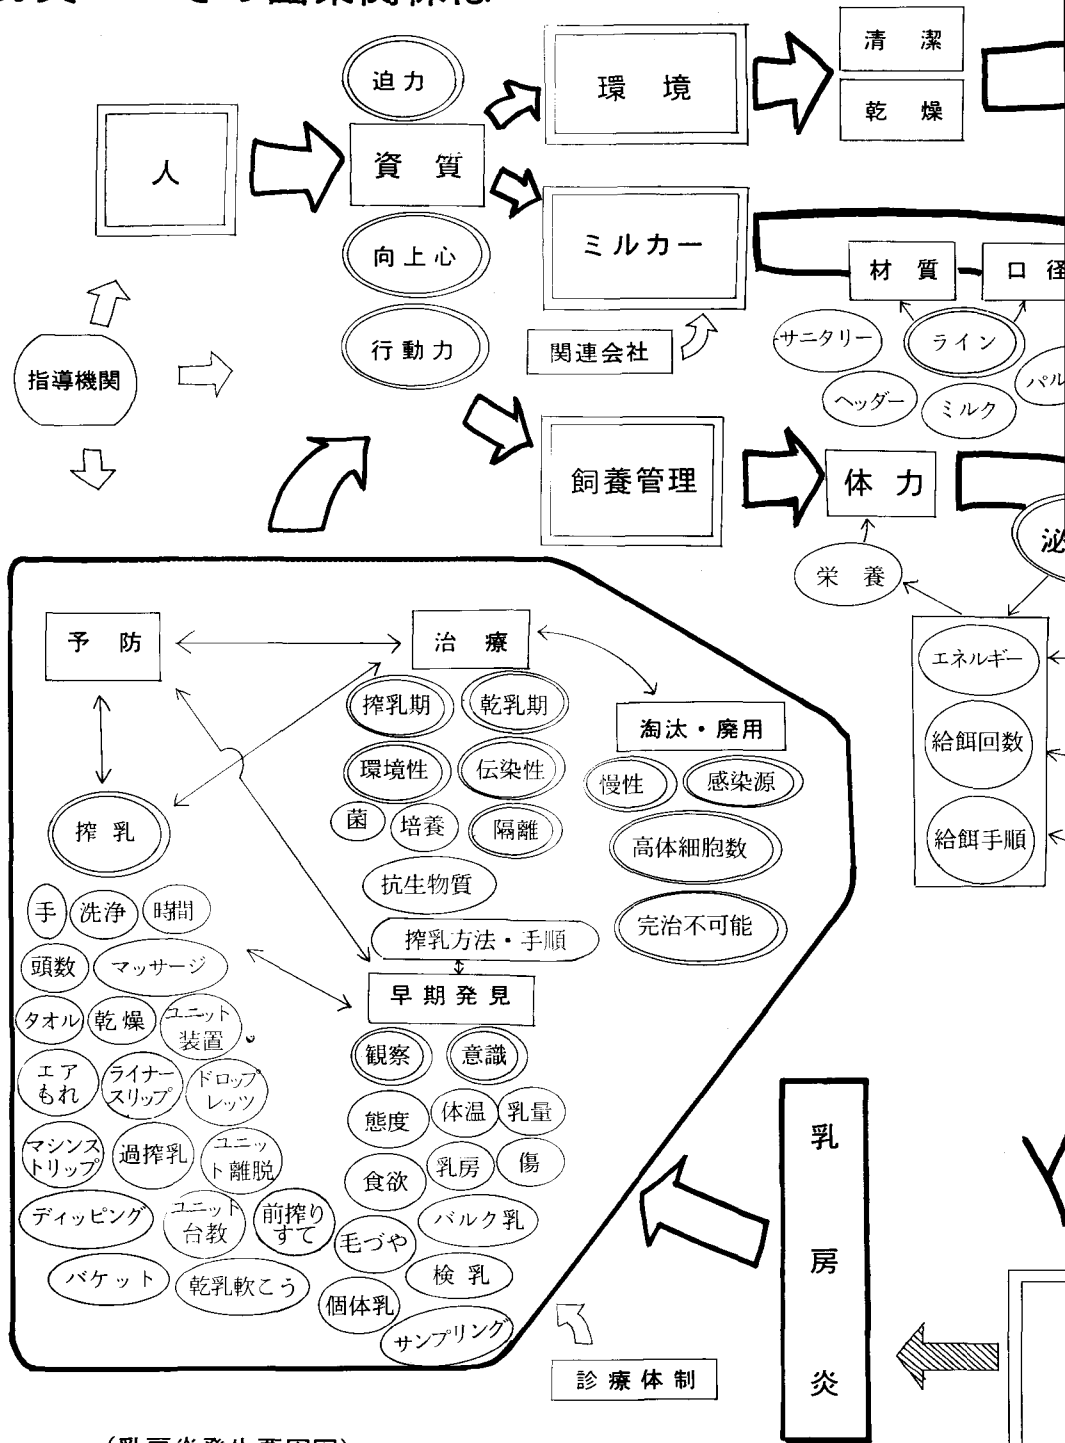 迫力
環境
清潔
乾燥
人
資質
向上心
行動力
ミルカー
材質
口径
サニタリー
ライン
ヘッダー
ミルク
パル
関連会社
指導機関
飼養管理
体力
栄養
泌
エネルギー
給餌回数
給餌手順
予防
治療
搾乳期
乾乳期
環境性
伝染性
菌
培養
隔離
抗生物質
淘汰・廃用
慢性
感染源
高体細胞数
完治不可能
搾乳
手
洗浄
時間
頭数
マッサージ
タオル
乾燥
ユニット
装置
エア
もれ
ライナー
スリップ
ドロップ
レッツ
マシンス
トリップ
過搾乳
ユニッ
ト離脱
ディッピング
ユニット
台数
前搾り
すて
バケット
乾乳軟こう
搾乳方法・手順
早期発見
観察
意識
態度
体温
乳量
食欲
乳房
傷
毛づや
バルク乳
検乳
個体乳
サンプリング
診療体制
乳房炎